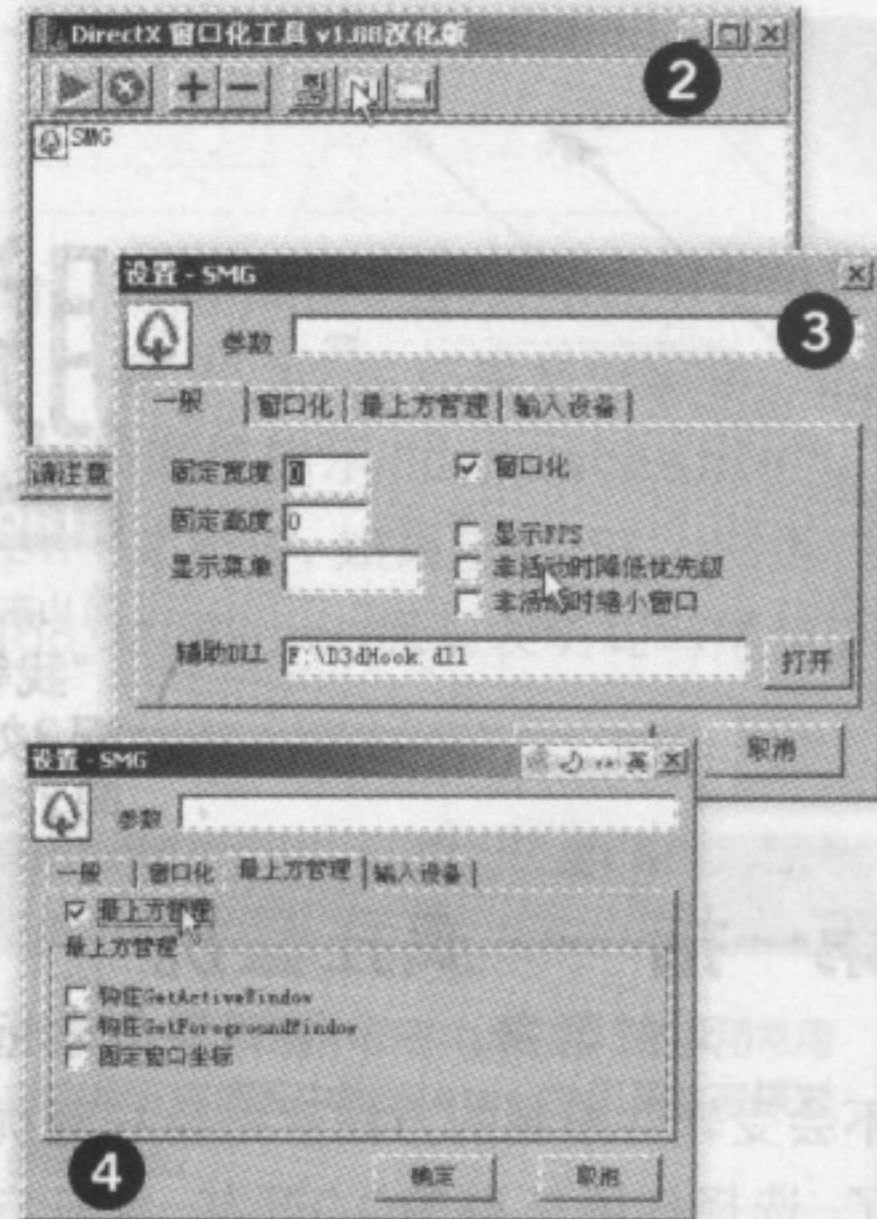 DirectX 窗口化工具 v1.88汉化版
2
SMG
请注意
设置 - SMG
3
参数
一般 窗口化 最上方管理 输入设备
固定宽度 0
窗口化
固定高度 0
显示FPS
显示菜单
非活动时降低优先级
非活动时缩小窗口
辅助DLL F:\D3dHook.dll 打开
取消
设置 - SMG
英
参数
一般 窗口化 最上方管理 输入设备
最上方管理
最上方管理
钩住GetActiveWindow
钩住GetForegroundWindow
固定窗口坐标
4
确定 取消